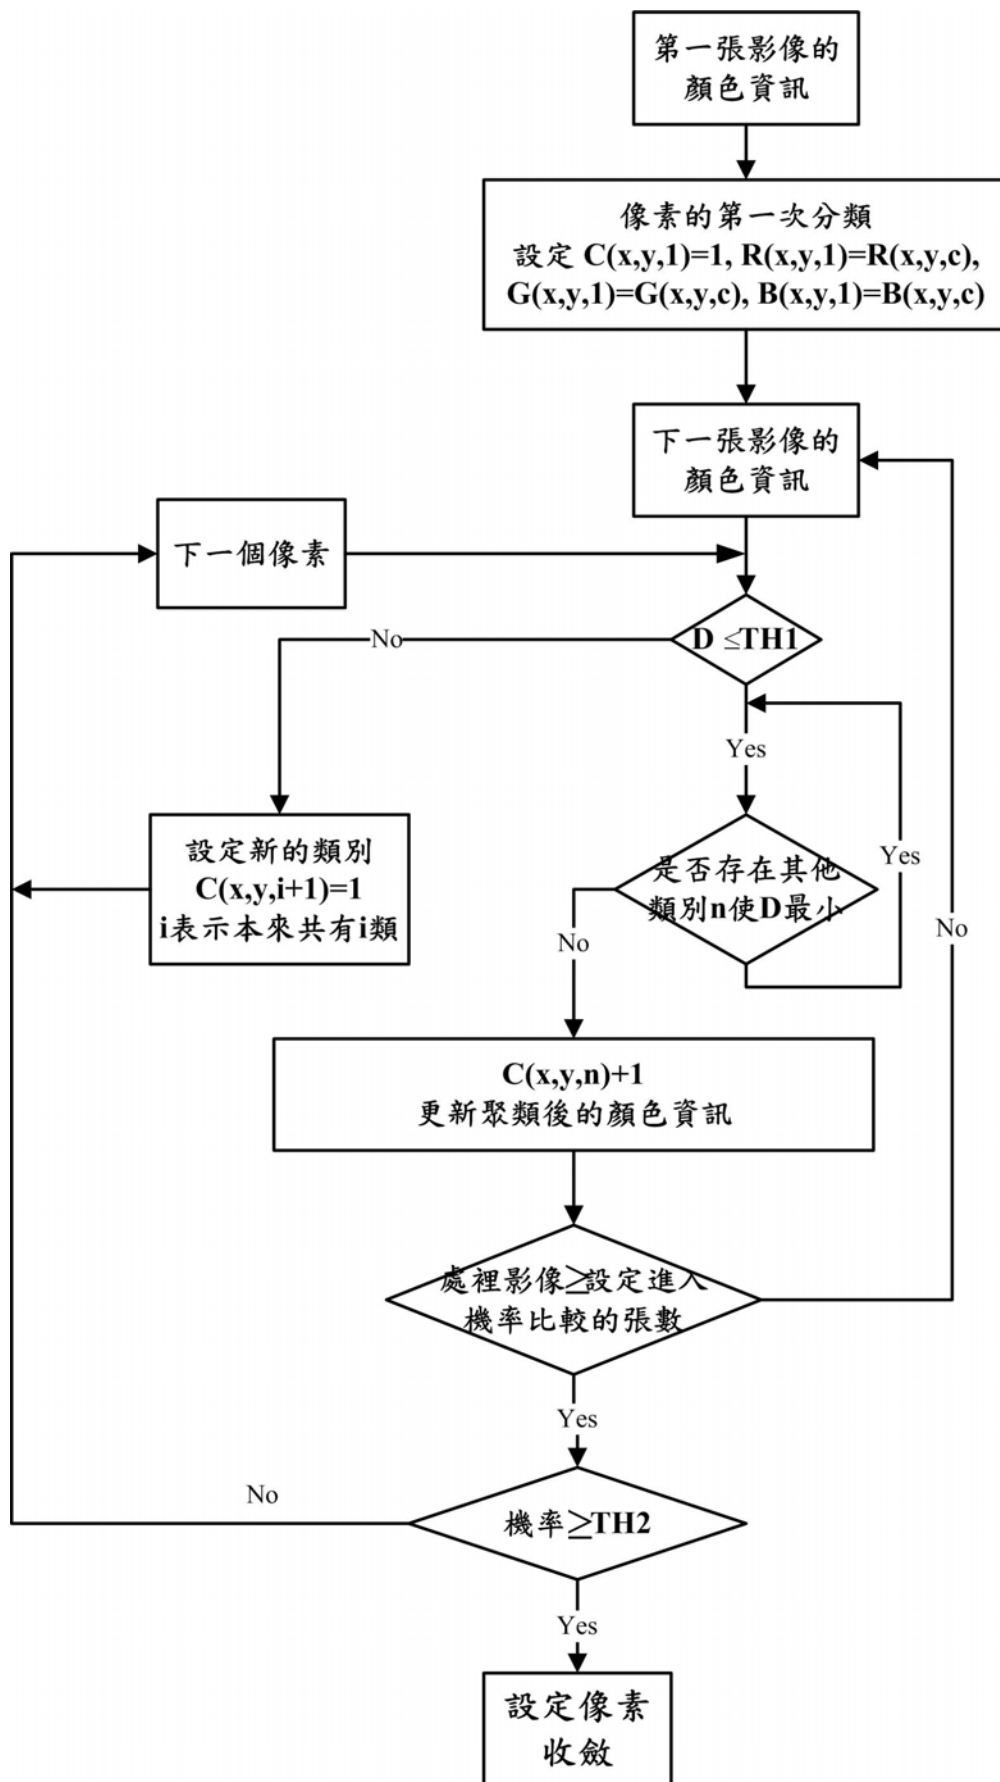 第一張影像的
顏色資訊
像素的第一次分類
設定 C(x,y,1)=1, R(x,y,1)=R(x,y,c),
G(x,y,1)=G(x,y,c), B(x,y,1)=B(x,y,c)
下一張影像的
顏色資訊
下一個像素
D ≤TH1
No
Yes
設定新的類別
C(x,y,i+1)=1
i表示本來共有i類
是否存在其他
類別n使D最小
Yes
No
No
C(x,y,n)+1
更新聚類後的顏色資訊
處裡影像≥設定進入
機率比較的張數
Yes
No
機率≥TH2
Yes
設定像素
收斂